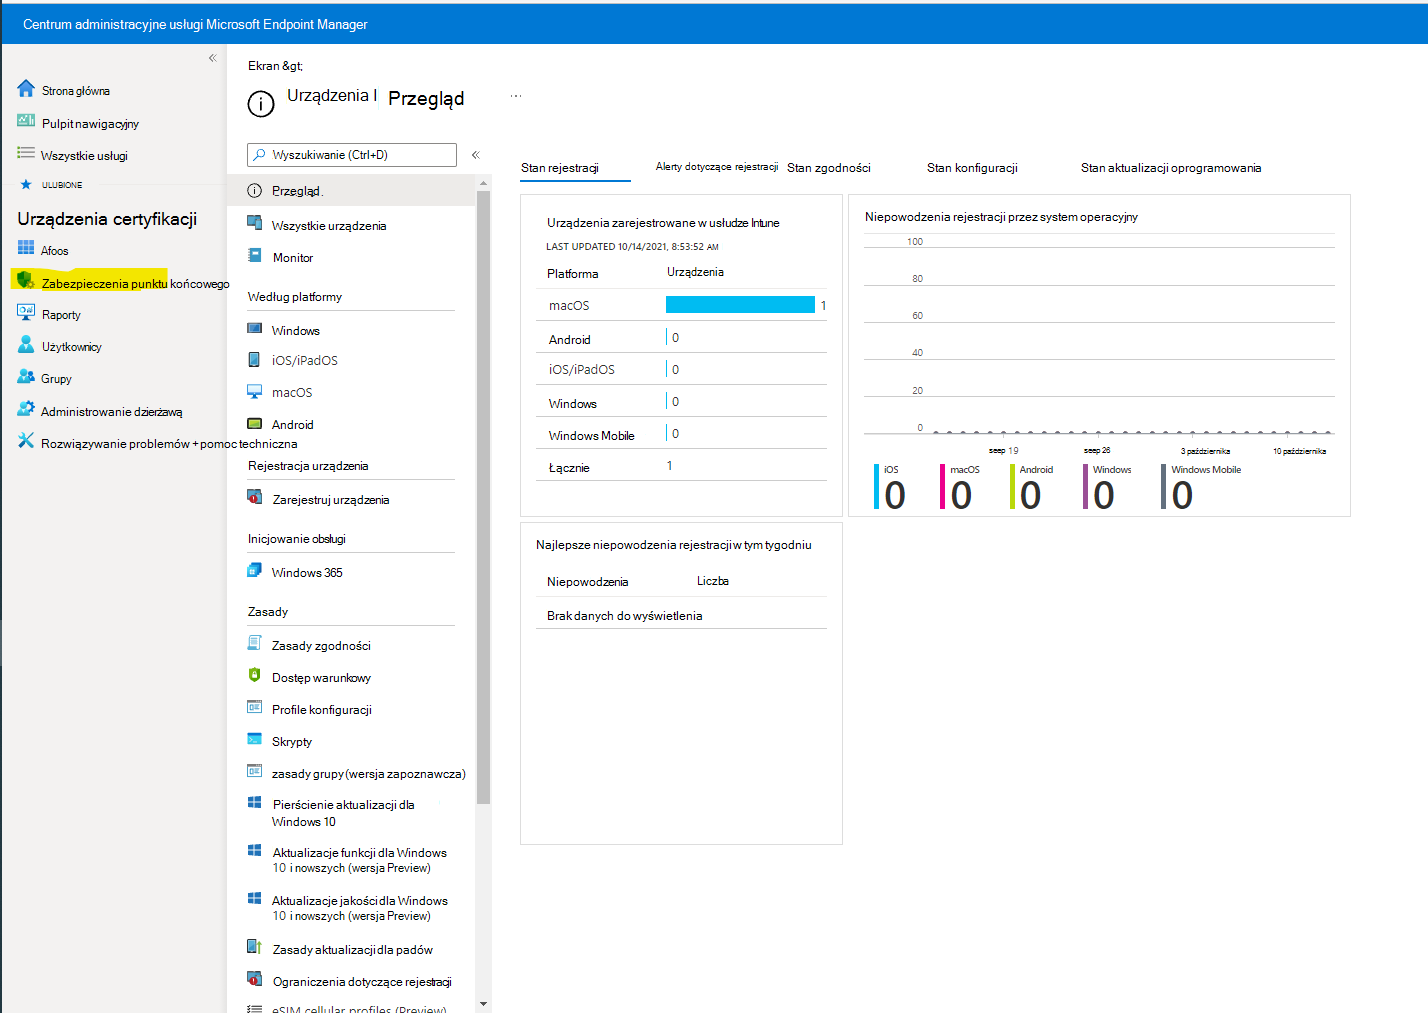 Centrum administracyjne usługi Microsoft Endpoint Manager
«
Strona główna
Pulpit nawigacyjny
Wszystkie usługi
ULUBIONE
Urządzenia certyfikacji
Afoos
Zabezpieczenia punktu końcowego
Raporty
Użytkownicy
Grupy
Administrowanie dzierżawą
Rozwiązywanie problemów + pomoc techniczna
Ekran &gt;
Urządzenia I Przegląd ...
Wyszukiwanie (Ctrl+D) «
Przegląd.
Wszystkie urządzenia
Monitor
Według platformy
Windows
iOS/iPadOS
macOS
Android
Rejestracja urządzenia
Zarejestruj urządzenia
Inicjowanie obsługi
Windows 365
Zasady
Zasady zgodności
Dostęp warunkowy
Profile konfiguracji
Skrypty
zasady grupy (wersja zapoznawcza)
Pierścienie aktualizacji dla
Windows 10
Aktualizacje funkcji dla Windows
10 i nowszych (wersja Preview)
Aktualizacje jakości dla Windows
10 i nowszych (wersja Preview)
Zasady aktualizacji dla padów
Ograniczenia dotyczące rejestracji
eSIM cellular profiles (Preview)
Stan rejestracji Alerty dotyczące rejestracji Stan zgodności Stan konfiguracji Stan aktualizacji oprogramowania
Urządzenia zarejestrowane w usłudze Intune
LAST UPDATED 10/14/2021, 8:53:52 AM
Platforma Urządzenia
macOS 1
Android 0
iOS/iPadOS 0
Windows 0
Windows Mobile 0
Łącznie 1
Niepowodzenia rejestracji przez system operacyjny
100
80
60
40
20
0
seep 19 seep 26 3 października 10 października
iOS macOS Android Windows Windows Mobile
0 0 0 0 0
Najlepsze niepowodzenia rejestracji w tym tygodniu
Niepowodzenia Liczba
Brak danych do wyświetlenia